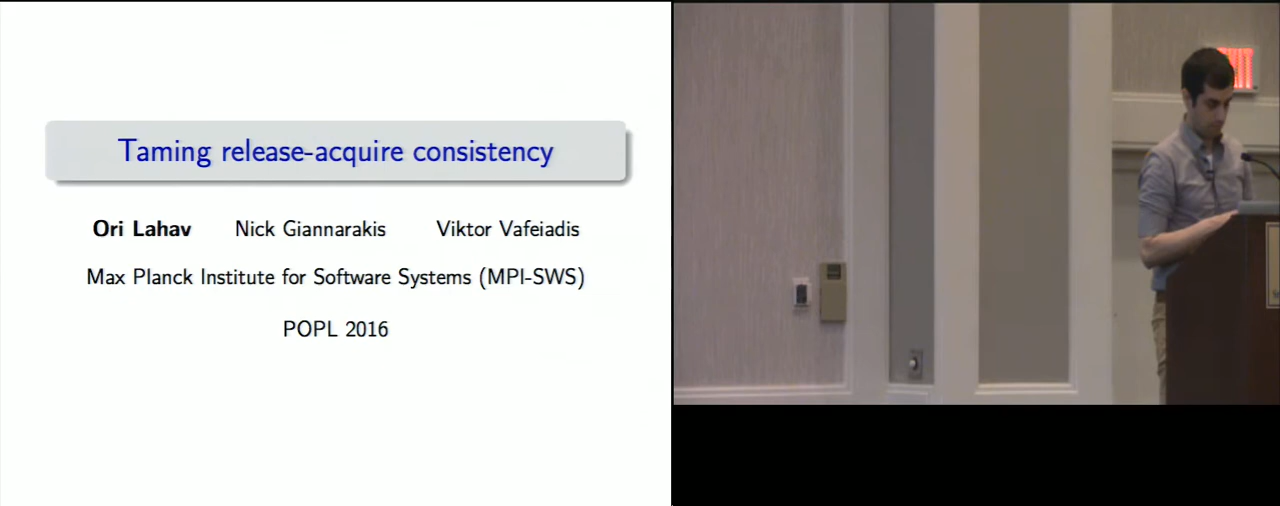 Taming release-acquire consistency
Ori Lahav Nick Giannarakis Viktor Vafeiadis
Max Planck Institute for Software Systems (MPI-SWS)
POPL 2016